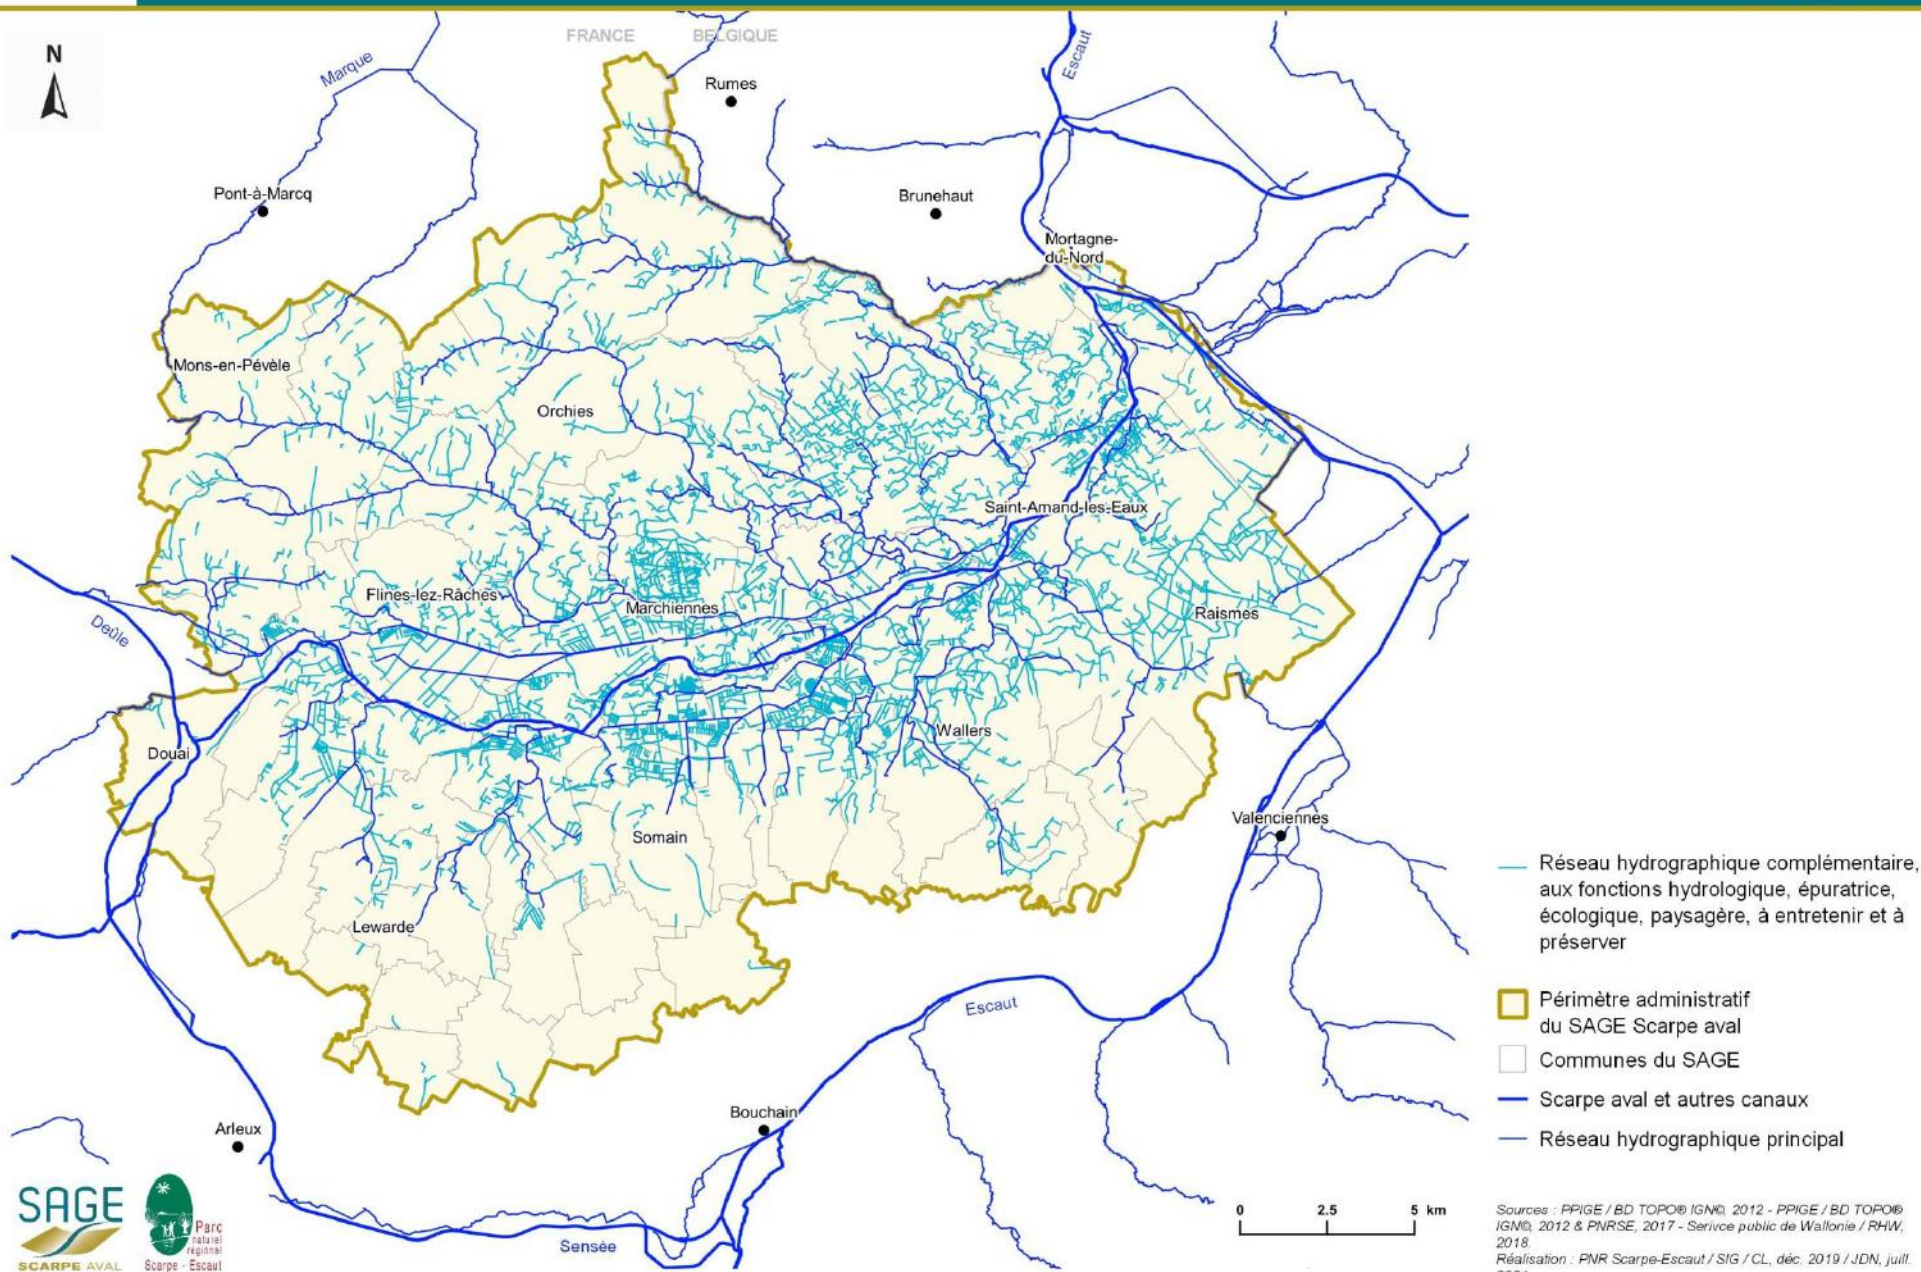 FRANCE
BELGIQUE
N
Marque
Escaut
Rumes
Pont-à-Marcq
Brunehaut
Mortagne-
du-Nord
Mons-en-Pévèle
Orchies
Saint-Amand-les-Eaux
Flines-lez-Râches
Marchiennes
Raismes
Deûle
Wallers
Douai
Valenciennes
Somain
Lewarde
Escaut
Bouchain
Arleux
Sensée
Réseau hydrographique complémentaire,
aux fonctions hydrologique, épuratrice,
écologique, paysagère, à entretenir et à
préserver
Périmètre administratif
du SAGE Scarpe aval
Communes du SAGE
Scarpe aval et autres canaux
Réseau hydrographique principal
0 2.5 5 km
SAGE
SCARPE AVAL
Parc
naturel
régional
Scarpe - Escaut
Sources : PPIGE / BD TOPO® IGN©, 2012 - PPIGE / BD TOPO®
IGN©, 2012 & PNRSE, 2017 - Serivce public de Wallonie / RHW,
2018.
Réalisation : PNR Scarpe-Escaut / SIG / CL, déc. 2019 / JDN, juill.